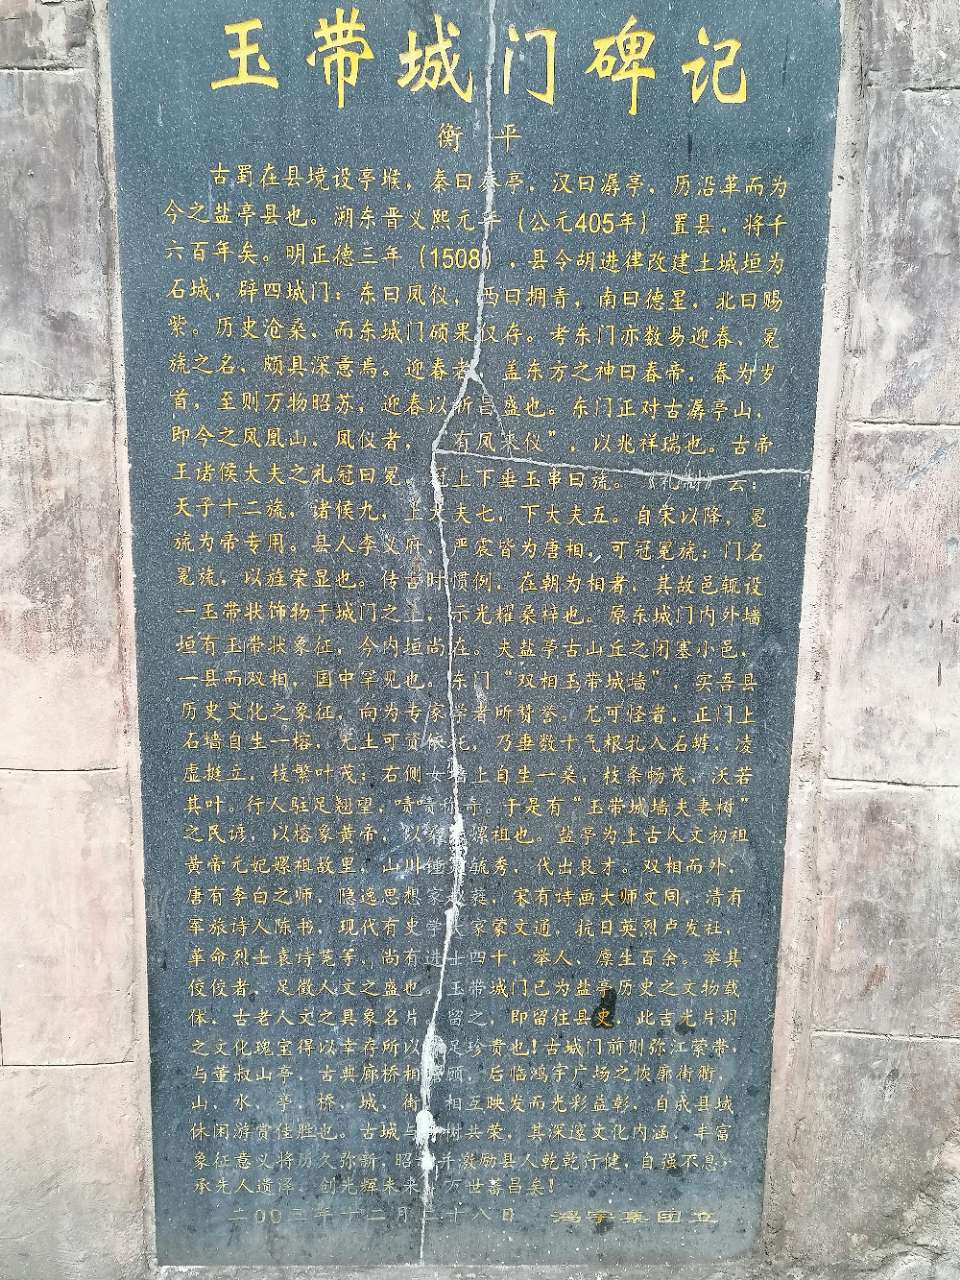 玉带城门碑记
衡平
古蜀在县境设亭堠，秦曰秦亭，汉曰潺亭，历沿革而为
今之盐亭县也。溯东晋义熙元年（公元405年）置县，将千
六百年矣。明正德三年（1508），县令胡进律改建土城垣为
石城，辟四城门：东曰凤仪，西曰拥青，南曰德星，北曰赐
紫。历史沧桑，而东城门硕果仅存。考东门亦数易迎春、冕
旒之名，颇具深意焉。迎春者，盖东方之神曰春帝，春为岁
首，至则万物昭苏，迎春以祈昌盛也。东门正对古潺亭山，
即今之凤凰山，凤仪者，有凤来仪”，以兆祥瑞也。古帝
王诸侯大夫之礼冠曰冕。冠上下垂玉串曰旒。《礼》云：
天子十二旒，诸侯九，上大夫七，下大夫五。自宋以降，冕
旒为帝专用。县人李义府、严震皆为唐相，可冠冕旒；门名
冕旒，以旌荣显也。传古时惯例，在朝为相者，其故邑辄设
一玉带状饰物于城门之上，示光耀桑梓也。原东城门内外墙
垣有玉带状象征，今内垣尚在。夫盐亭古山丘之闭塞小邑，
一县而双相，国中罕见也。东门“双相玉带城墙”，实吾县
历史文化之象征，向为专家学者所赞誉。尤可怪者，正门上
石墙自生一榕，无土可资依托，乃垂数十气根扎入石罅，凌
虚挺立，枝繁叶茂；右侧女墙上自生一桑，枝条畅茂，沃若
其叶。行人驻足翘望，啧啧称奇，于是有“玉带城墙夫妻树”
之民谚，以榕象黄帝，以桑嫘祖也。盐亭为上古人文初祖
黄帝元妃嫘祖故里，山川锺灵毓秀，代出良才。双相而外，
唐有李白之师，隐逸思想家赵蕤，宋有诗画大师文同，清有
军旅诗人陈书，现代有史学大家蒙文通，抗日英烈卢发社，
革命烈士袁诗荛等。尚有进士四十，举人、廪生百余。举其
佼佼者，足徵人文之盛也。玉带城门已为盐亭历史之文物载
体，古老人文之具象名片，留之，即留住县史，此吉光片羽
之文化瑰宝得以幸存所以足珍贵也！古城门前则弥江萦带，
与董叔山亭，古典廊桥相顾，后临鸿宇广场之恢廓街衢，
山、水、亭、桥、城、街，相互映发而光彩益彰，自成县域
休闲游赏佳胜也。古城与树共荣，其深邃文化内涵，丰富
象征意义将历久弥新，昭示并激励县人乾乾行健，自强不息，
承先人遗泽，创光辉未来，万世蕃昌矣！
二00二年十二月二十八日 鸿宇集团立